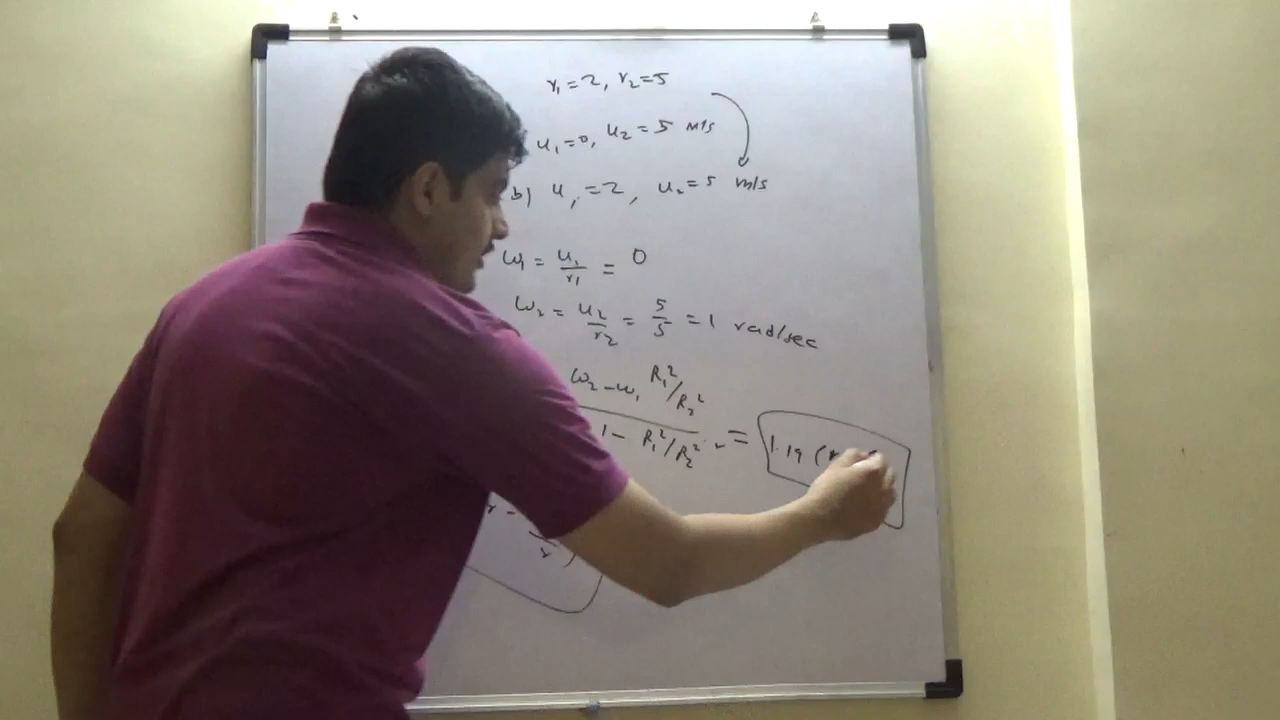 r₁=2, r₂=5
u₁=0, u₂=5 m/s
b) u₁=2, u₂=5 m/s
ω₁ = u₁/r₁ = 0
ω₂ = u₂/r₂ = 5/5 = 1 rad/sec
ω₂-ω₁ R₁²/R₂²
1 - R₁²/R₂² = 1.19 (r
r -
r )